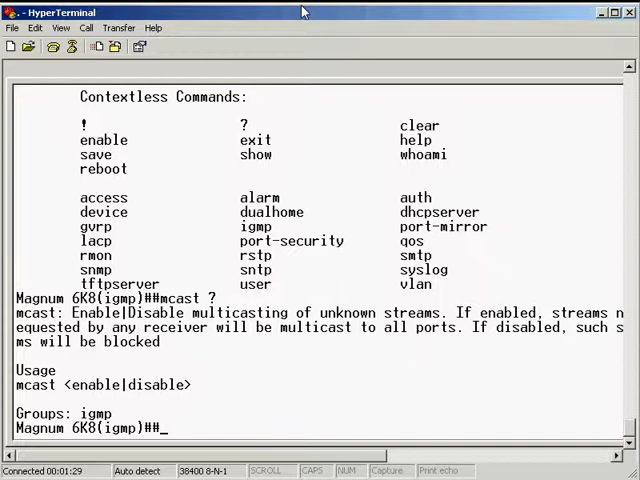 . - HyperTerminal
File Edit View Call Transfer Help
Contextless Commands:
! ? clear
enable exit help
save show whoami
reboot
access alarm auth
device dualhome dhcpserver
gvrp igmp port-mirror
lacp port-security qos
rmon rstp smtp
snmp sntp syslog
tftpserver user vlan
Magnum 6K8(igmp)##mcast ?
mcast: Enable|Disable multicasting of unknown streams. If enabled, streams n
equested by any receiver will be multicast to all ports. If disabled, such s
ms will be blocked
Usage
mcast <enable|disable>
Groups: igmp
Magnum 6K8(igmp)##_
Connected 00:01:29 Auto detect 38400 8-N-1 SCROLL CAPS NUM Capture Print echo